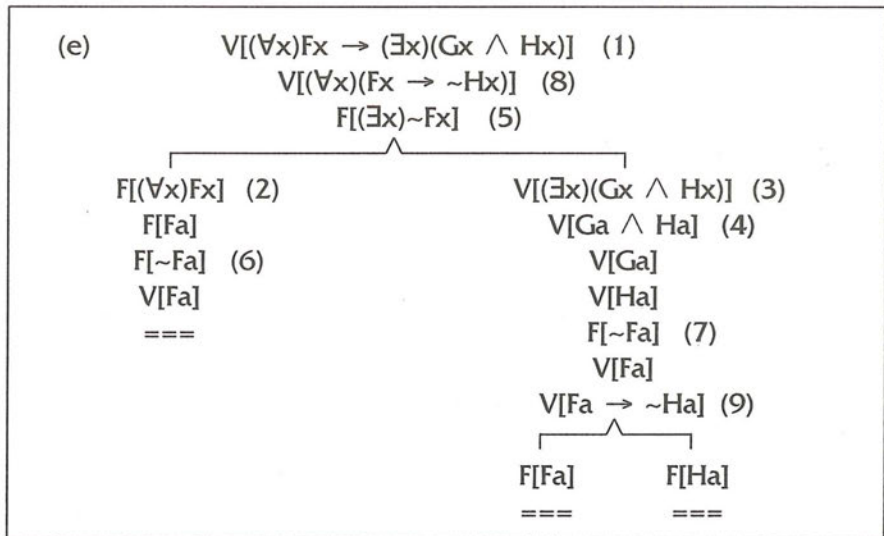 (e) V[(∀x)Fx → (∃x)(Gx ∧ Hx)] (1)
V[(∀x)(Fx → ~Hx)] (8)
F[(∃x)~Fx] (5)
F[(∀x)Fx] (2) V[(∃x)(Gx ∧ Hx)] (3)
F[Fa] V[Ga ∧ Ha] (4)
F[~Fa] (6) V[Ga]
V[Fa] V[Ha]
=== F[~Fa] (7)
V[Fa]
V[Fa → ~Ha] (9)
F[Fa] F[Ha]
=== ===